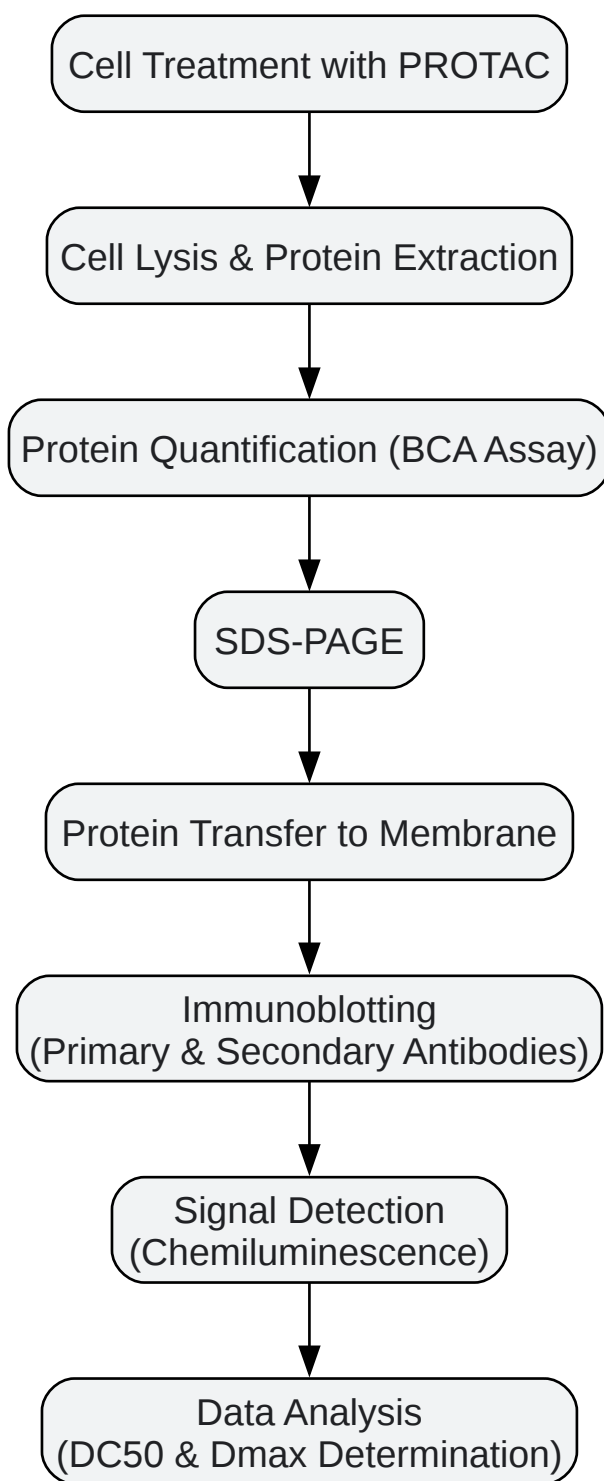 Cell Treatment with PROTAC
Cell Lysis & Protein Extraction
Protein Quantification (BCA Assay)
SDS-PAGE
Protein Transfer to Membrane
Immunoblotting
(Primary & Secondary Antibodies)
Signal Detection
(Chemiluminescence)
Data Analysis
(DC50 & Dmax Determination)